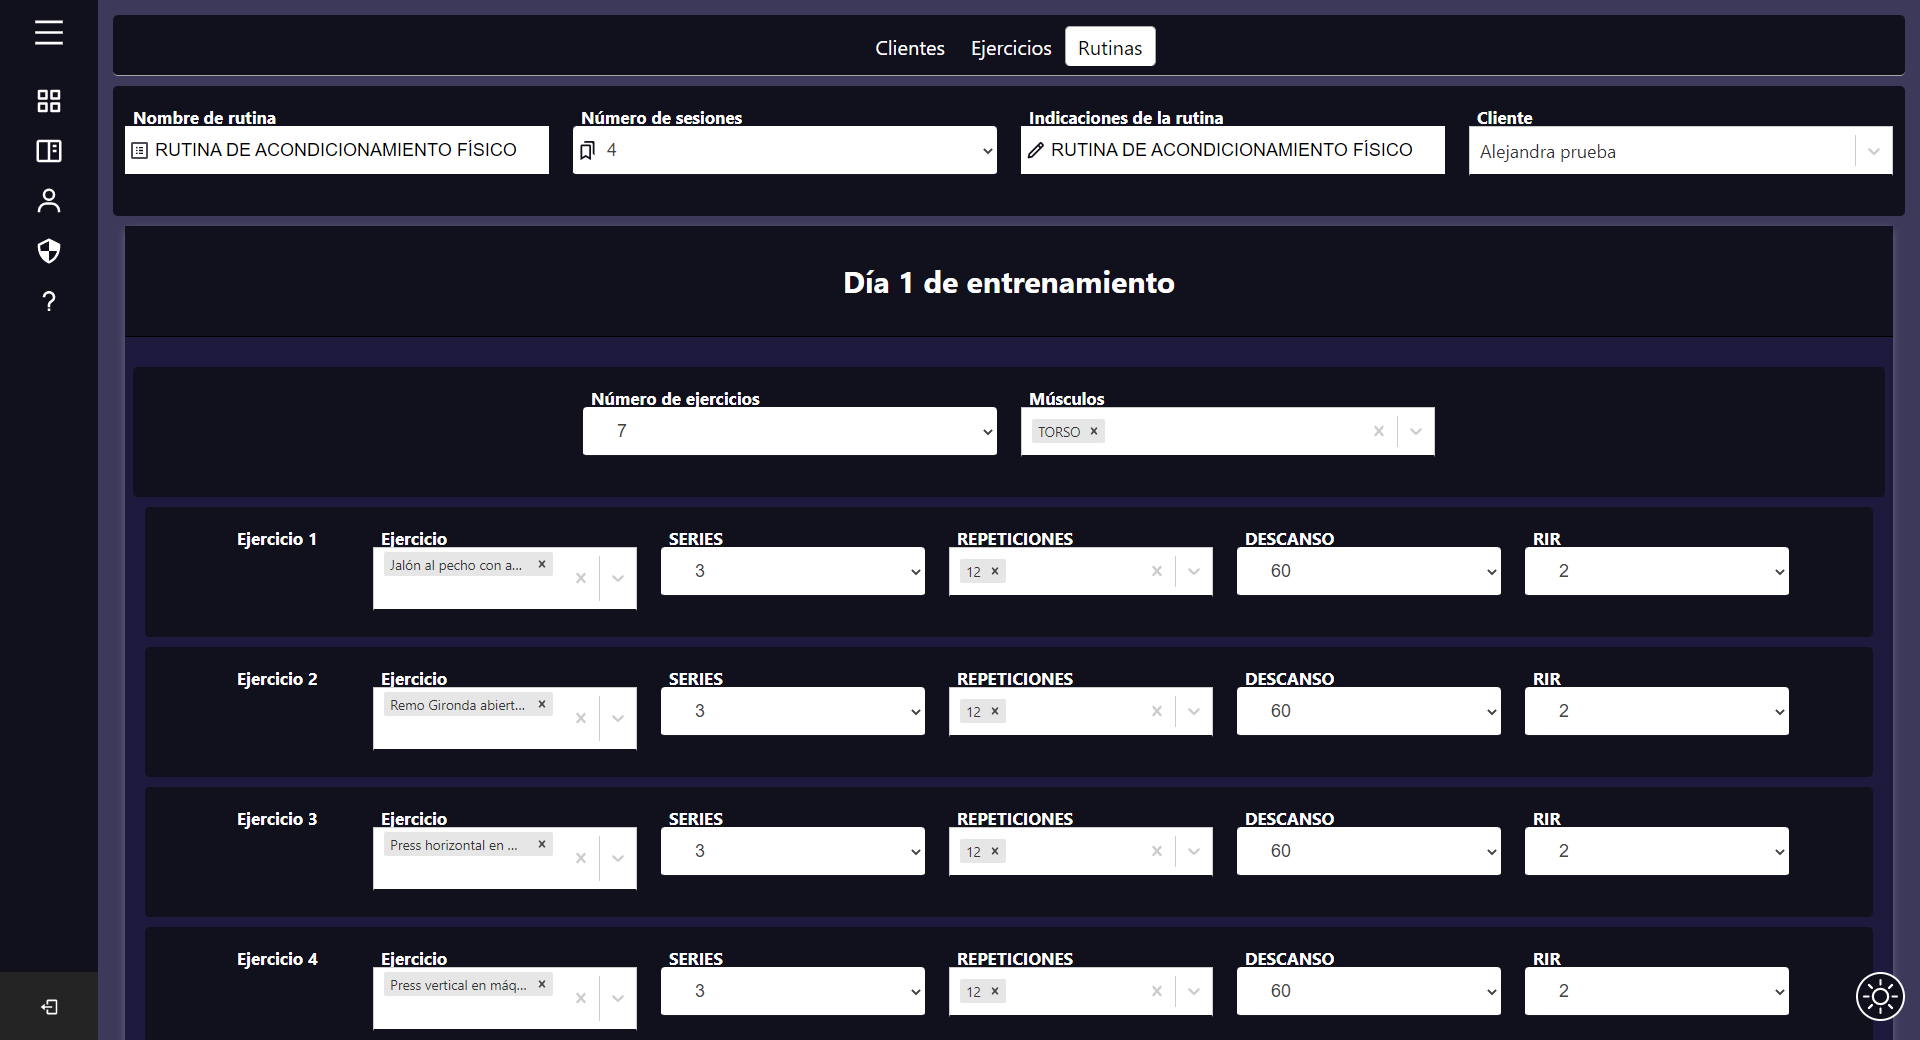 Clientes Ejercicios Rutinas
Nombre de rutina Número de sesiones Indicaciones de la rutina Cliente
RUTINA DE ACONDICIONAMIENTO FÍSICO 4 RUTINA DE ACONDICIONAMIENTO FÍSICO Alejandra prueba
Día 1 de entrenamiento
Número de ejercicios Músculos
7 TORSO
Ejercicio 1 Ejercicio SERIES REPETICIONES DESCANSO RIR
Jalón al pecho con a... 3 12 60 2
Ejercicio 2 Ejercicio SERIES REPETICIONES DESCANSO RIR
Remo Gironda abiert... 3 12 60 2
Ejercicio 3 Ejercicio SERIES REPETICIONES DESCANSO RIR
Press horizontal en ... 3 12 60 2
Ejercicio 4 Ejercicio SERIES REPETICIONES DESCANSO RIR
Press vertical en máq... 3 12 60 2